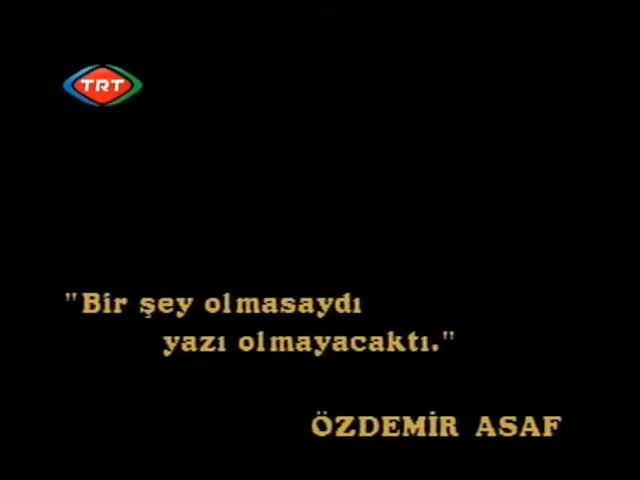 TRT
"Bir şey olmasaydı
yazı olmayacaktı."
ÖZDEMİR ASAF